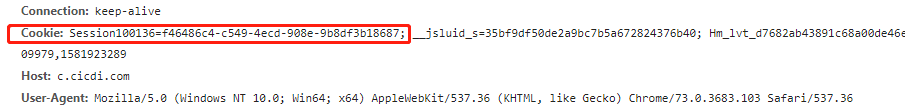 Connection: keep-alive
Cookie: Session100136=f46486c4-c549-4ecd-908e-9b8df3b18687; __jsluid_s=35bf9df50de2a9bc7b5a672824376b40; Hm_lvt_d7682ab43891c68a00de46e
09979,1581923289
Host: c.cicdi.com
User-Agent: Mozilla/5.0 (Windows NT 10.0; Win64; x64) AppleWebKit/537.36 (KHTML, like Gecko) Chrome/73.0.3683.103 Safari/537.36